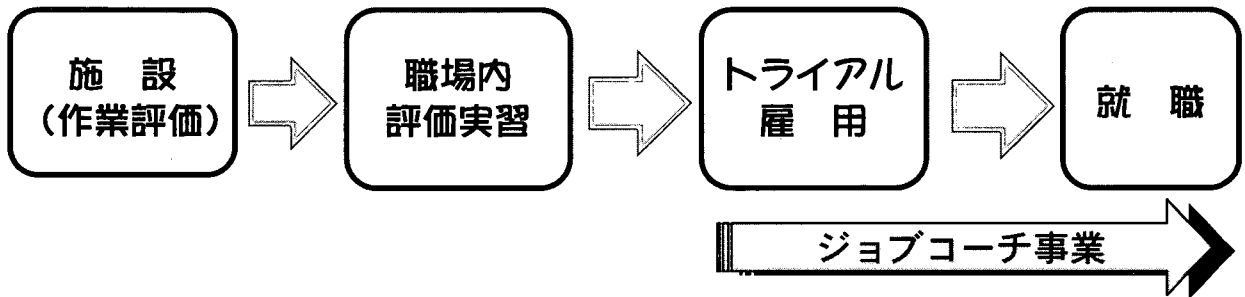 施 設
(作業評価)
職場内
評価実習
トライアル
雇 用
就 職
ジョブコーチ事業